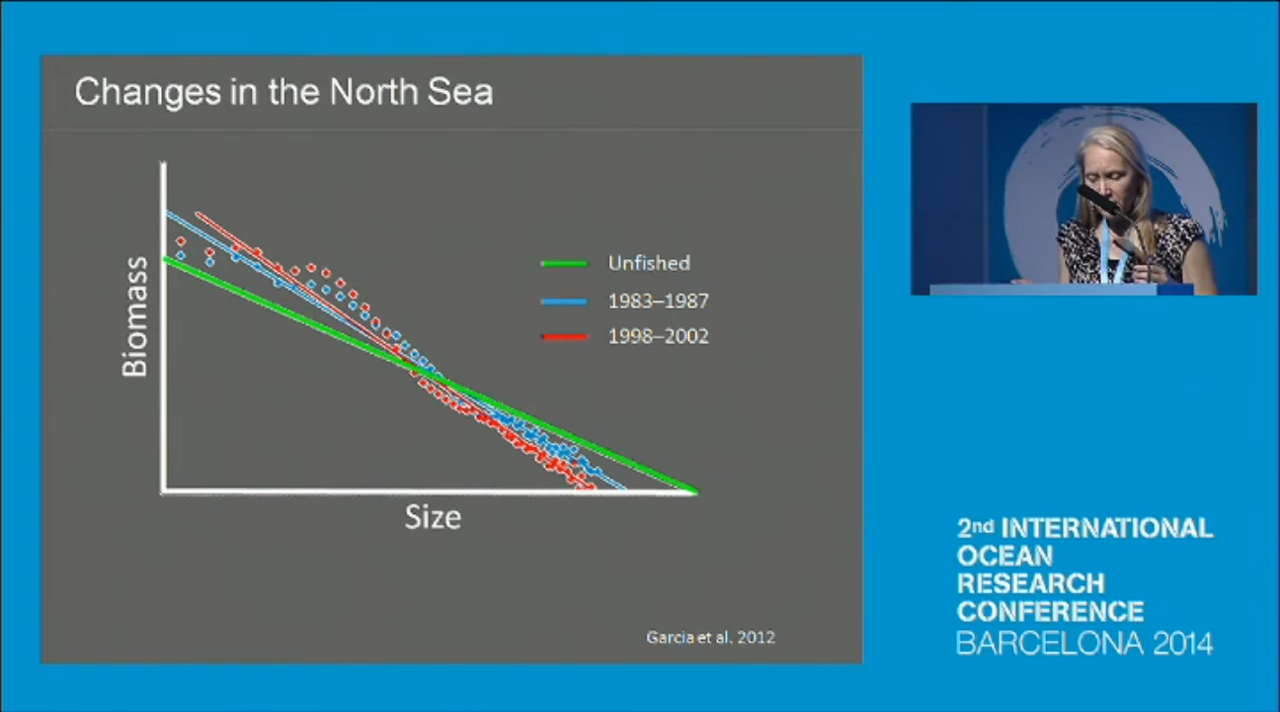 Changes in the North Sea
Biomass
Unfished
1983–1987
1998–2002
Size
Garcia et al. 2012
2nd INTERNATIONAL
OCEAN
RESEARCH
CONFERENCE
BARCELONA 2014